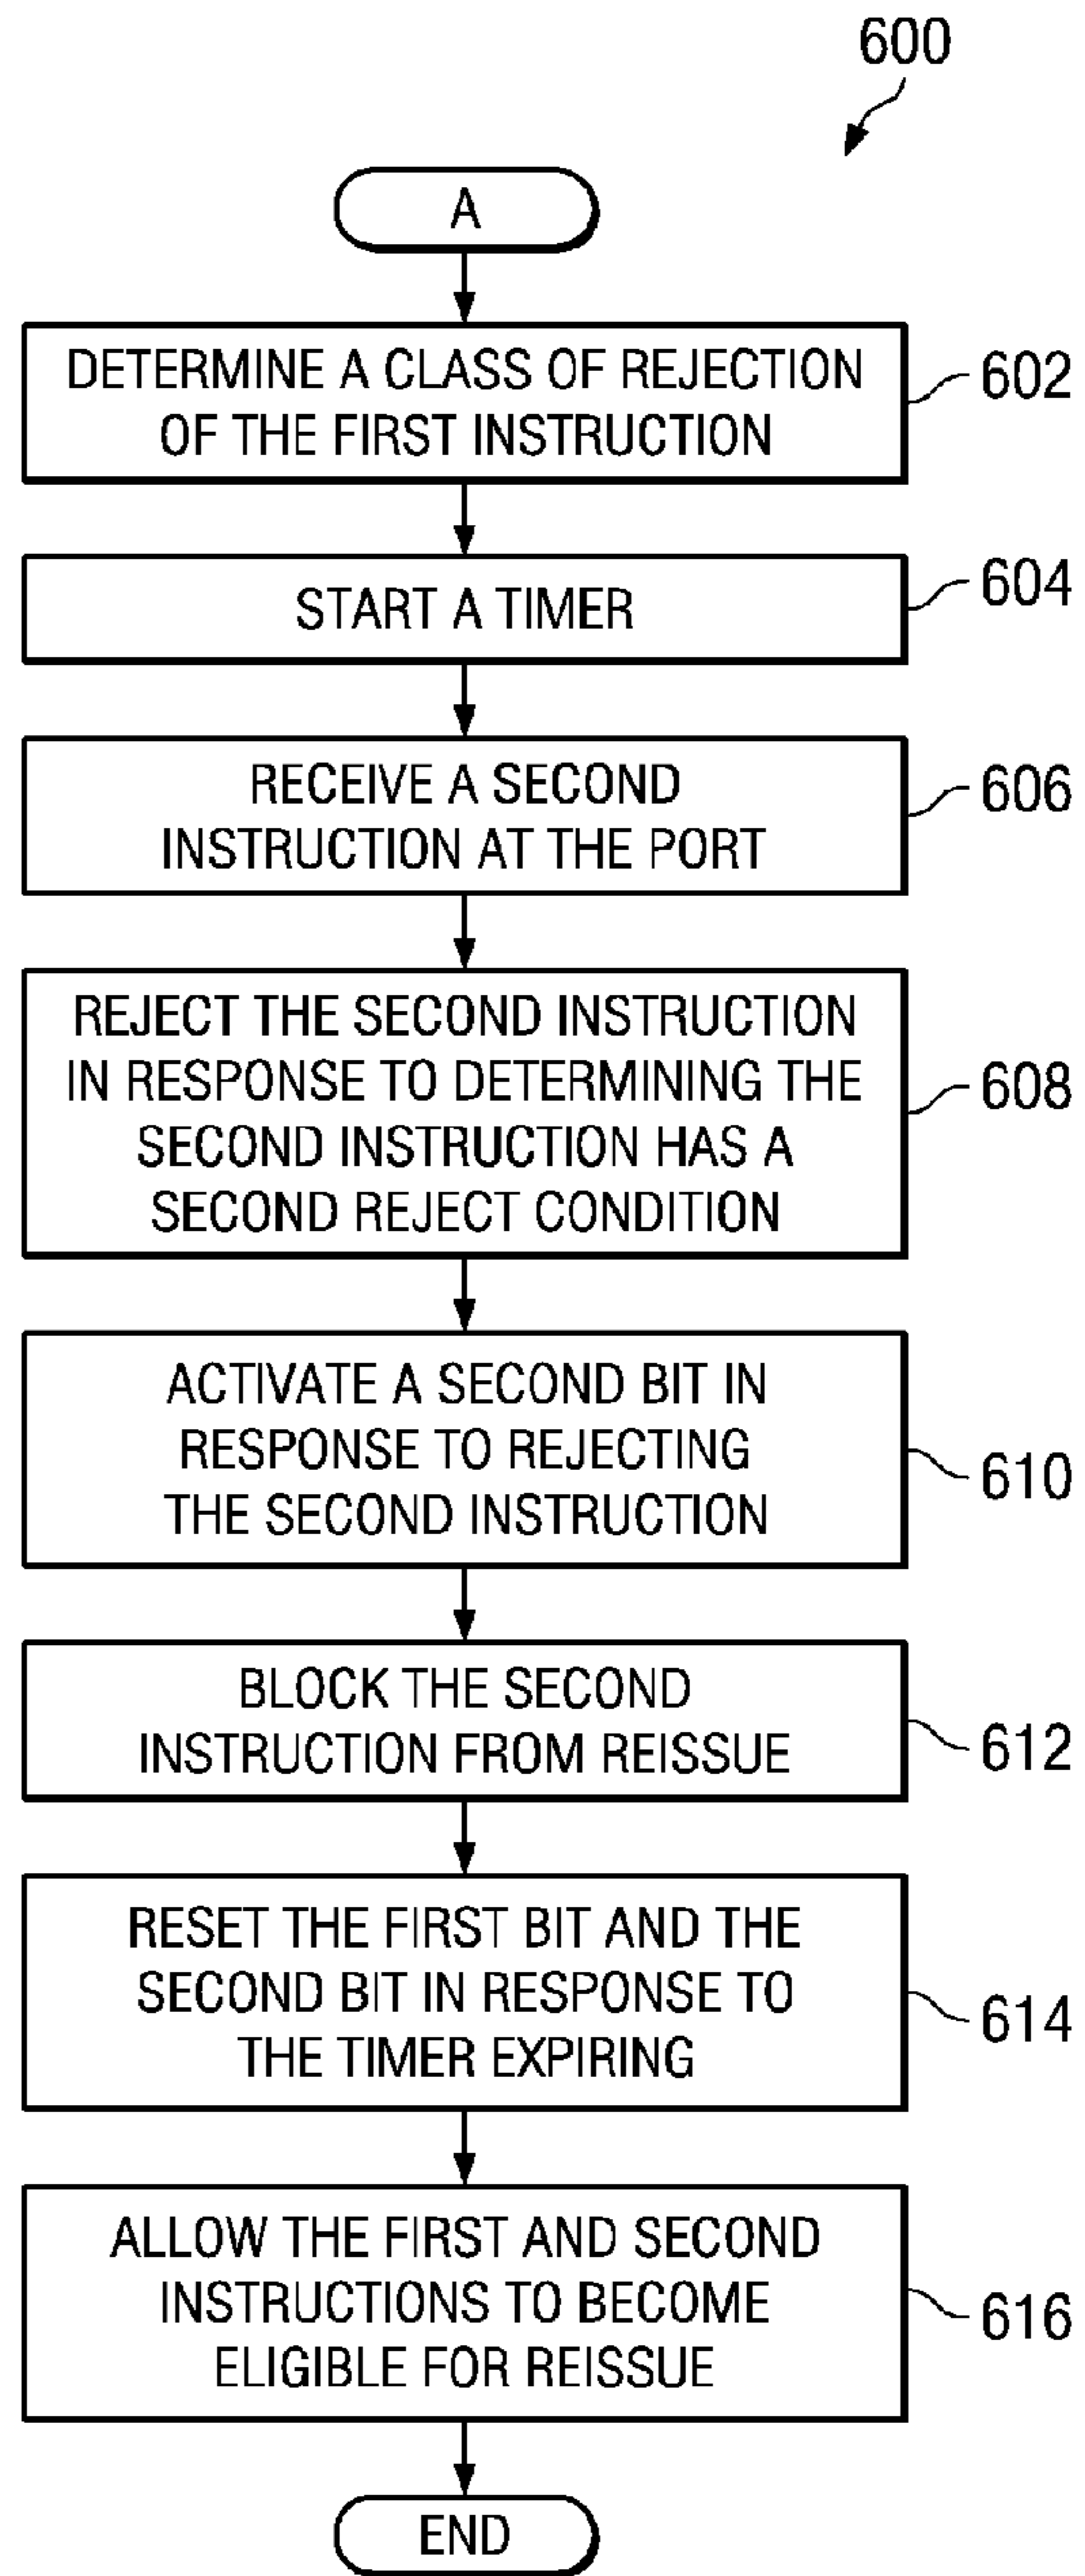 600
A
DETERMINE A CLASS OF REJECTION
OF THE FIRST INSTRUCTION
602
START A TIMER
604
RECEIVE A SECOND
INSTRUCTION AT THE PORT
606
REJECT THE SECOND INSTRUCTION
IN RESPONSE TO DETERMINING THE
SECOND INSTRUCTION HAS A
SECOND REJECT CONDITION
608
ACTIVATE A SECOND BIT IN
RESPONSE TO REJECTING
THE SECOND INSTRUCTION
610
BLOCK THE SECOND
INSTRUCTION FROM REISSUE
612
RESET THE FIRST BIT AND THE
SECOND BIT IN RESPONSE TO
THE TIMER EXPIRING
614
ALLOW THE FIRST AND SECOND
INSTRUCTIONS TO BECOME
ELIGIBLE FOR REISSUE
616
END